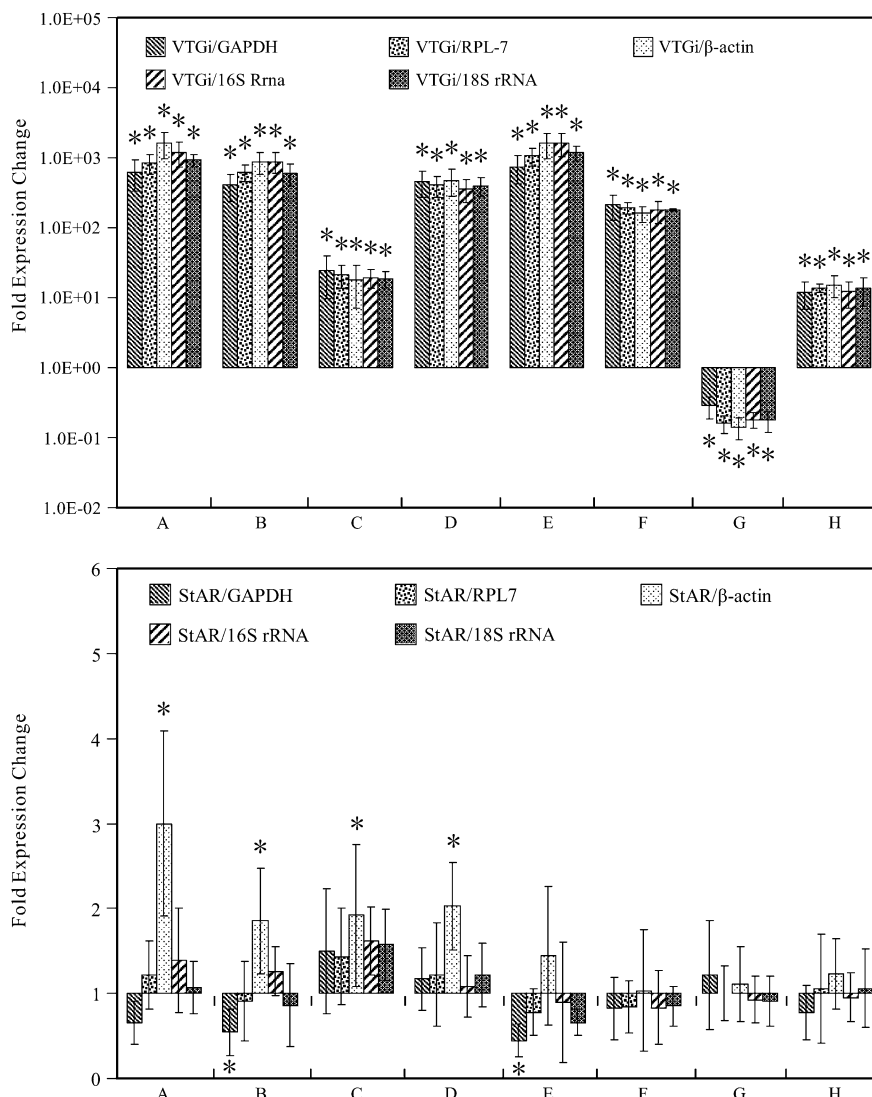 1.0E+05
VTGi/GAPDH VTGi/RPL-7 VTGi/β-actin
VTGi/16S Rrna VTGi/18S rRNA
1.0E+04
1.0E+03
1.0E+02
1.0E+01
1.0E+00
1.0E-01
1.0E-02
Fold Expression Change
* * * * *
* * * * *
* * * * *
* * * * *
* * * * *
* * * * *
* * * * *
* * * * *
A B C D E F G H
6
StAR/GAPDH StAR/RPL7 StAR/β-actin
StAR/16S rRNA StAR/18S rRNA
5
4
3
2
1
0
Fold Expression Change
*
* *
*
*
* *
A B C D E F G H